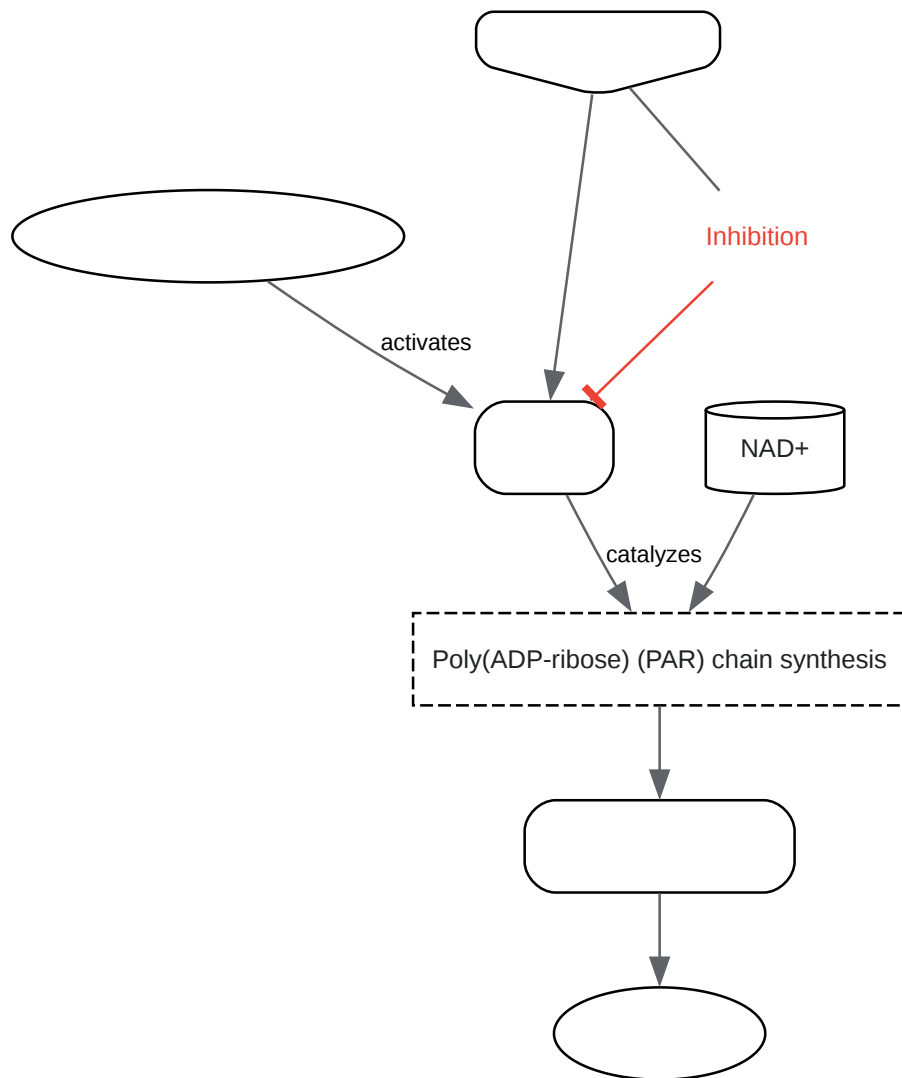 Inhibition
activates
NAD+
catalyzes
Poly(ADP-ribose) (PAR) chain synthesis